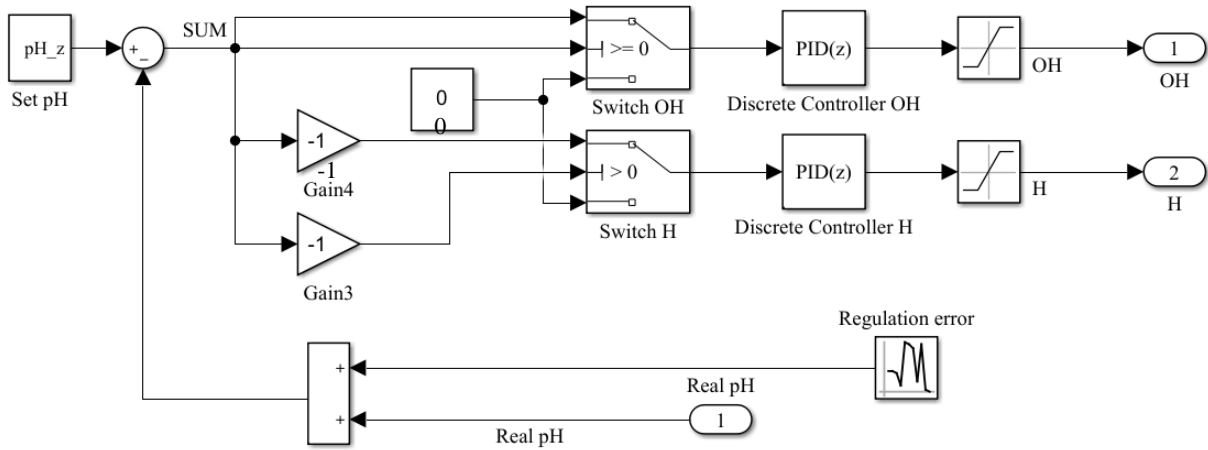 SUM
pH_z
+
−
Set pH
>= 0
Switch OH
PID(z)
Discrete Controller OH
OH
1
OH
0
0
-1
-1
Gain4
> 0
Switch H
PID(z)
Discrete Controller H
H
2
H
-1
Gain3
Regulation error
+
+
Real pH
1
Real pH